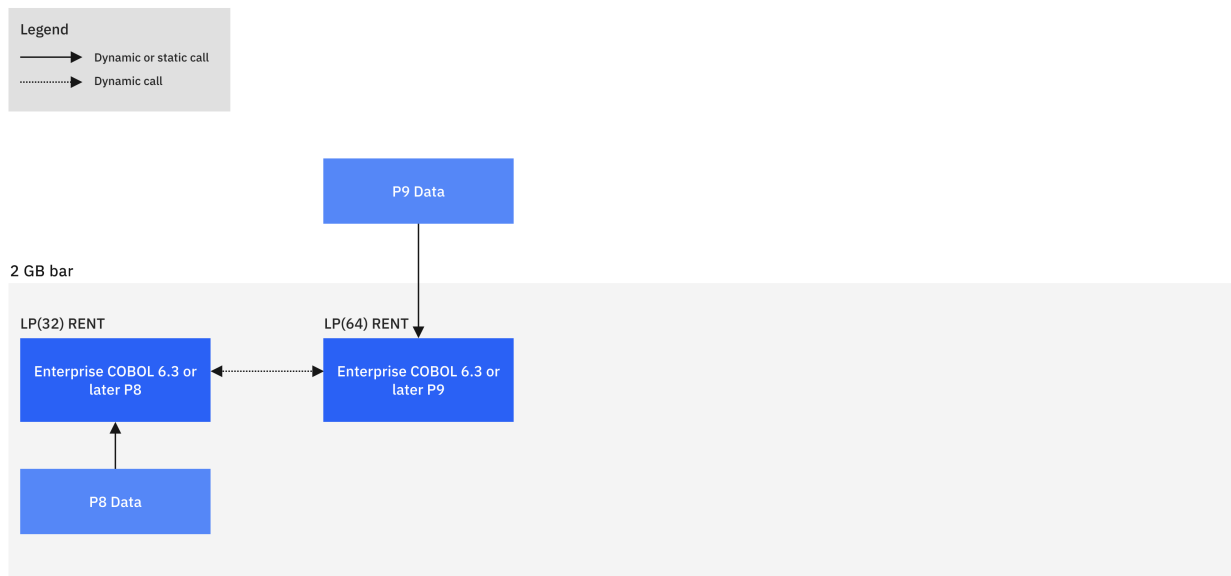 Legend
Dynamic or static call
Dynamic call
P9 Data
2 GB bar
LP(32) RENT
LP(64) RENT
Enterprise COBOL 6.3 or
later P8
Enterprise COBOL 6.3 or
later P9
P8 Data